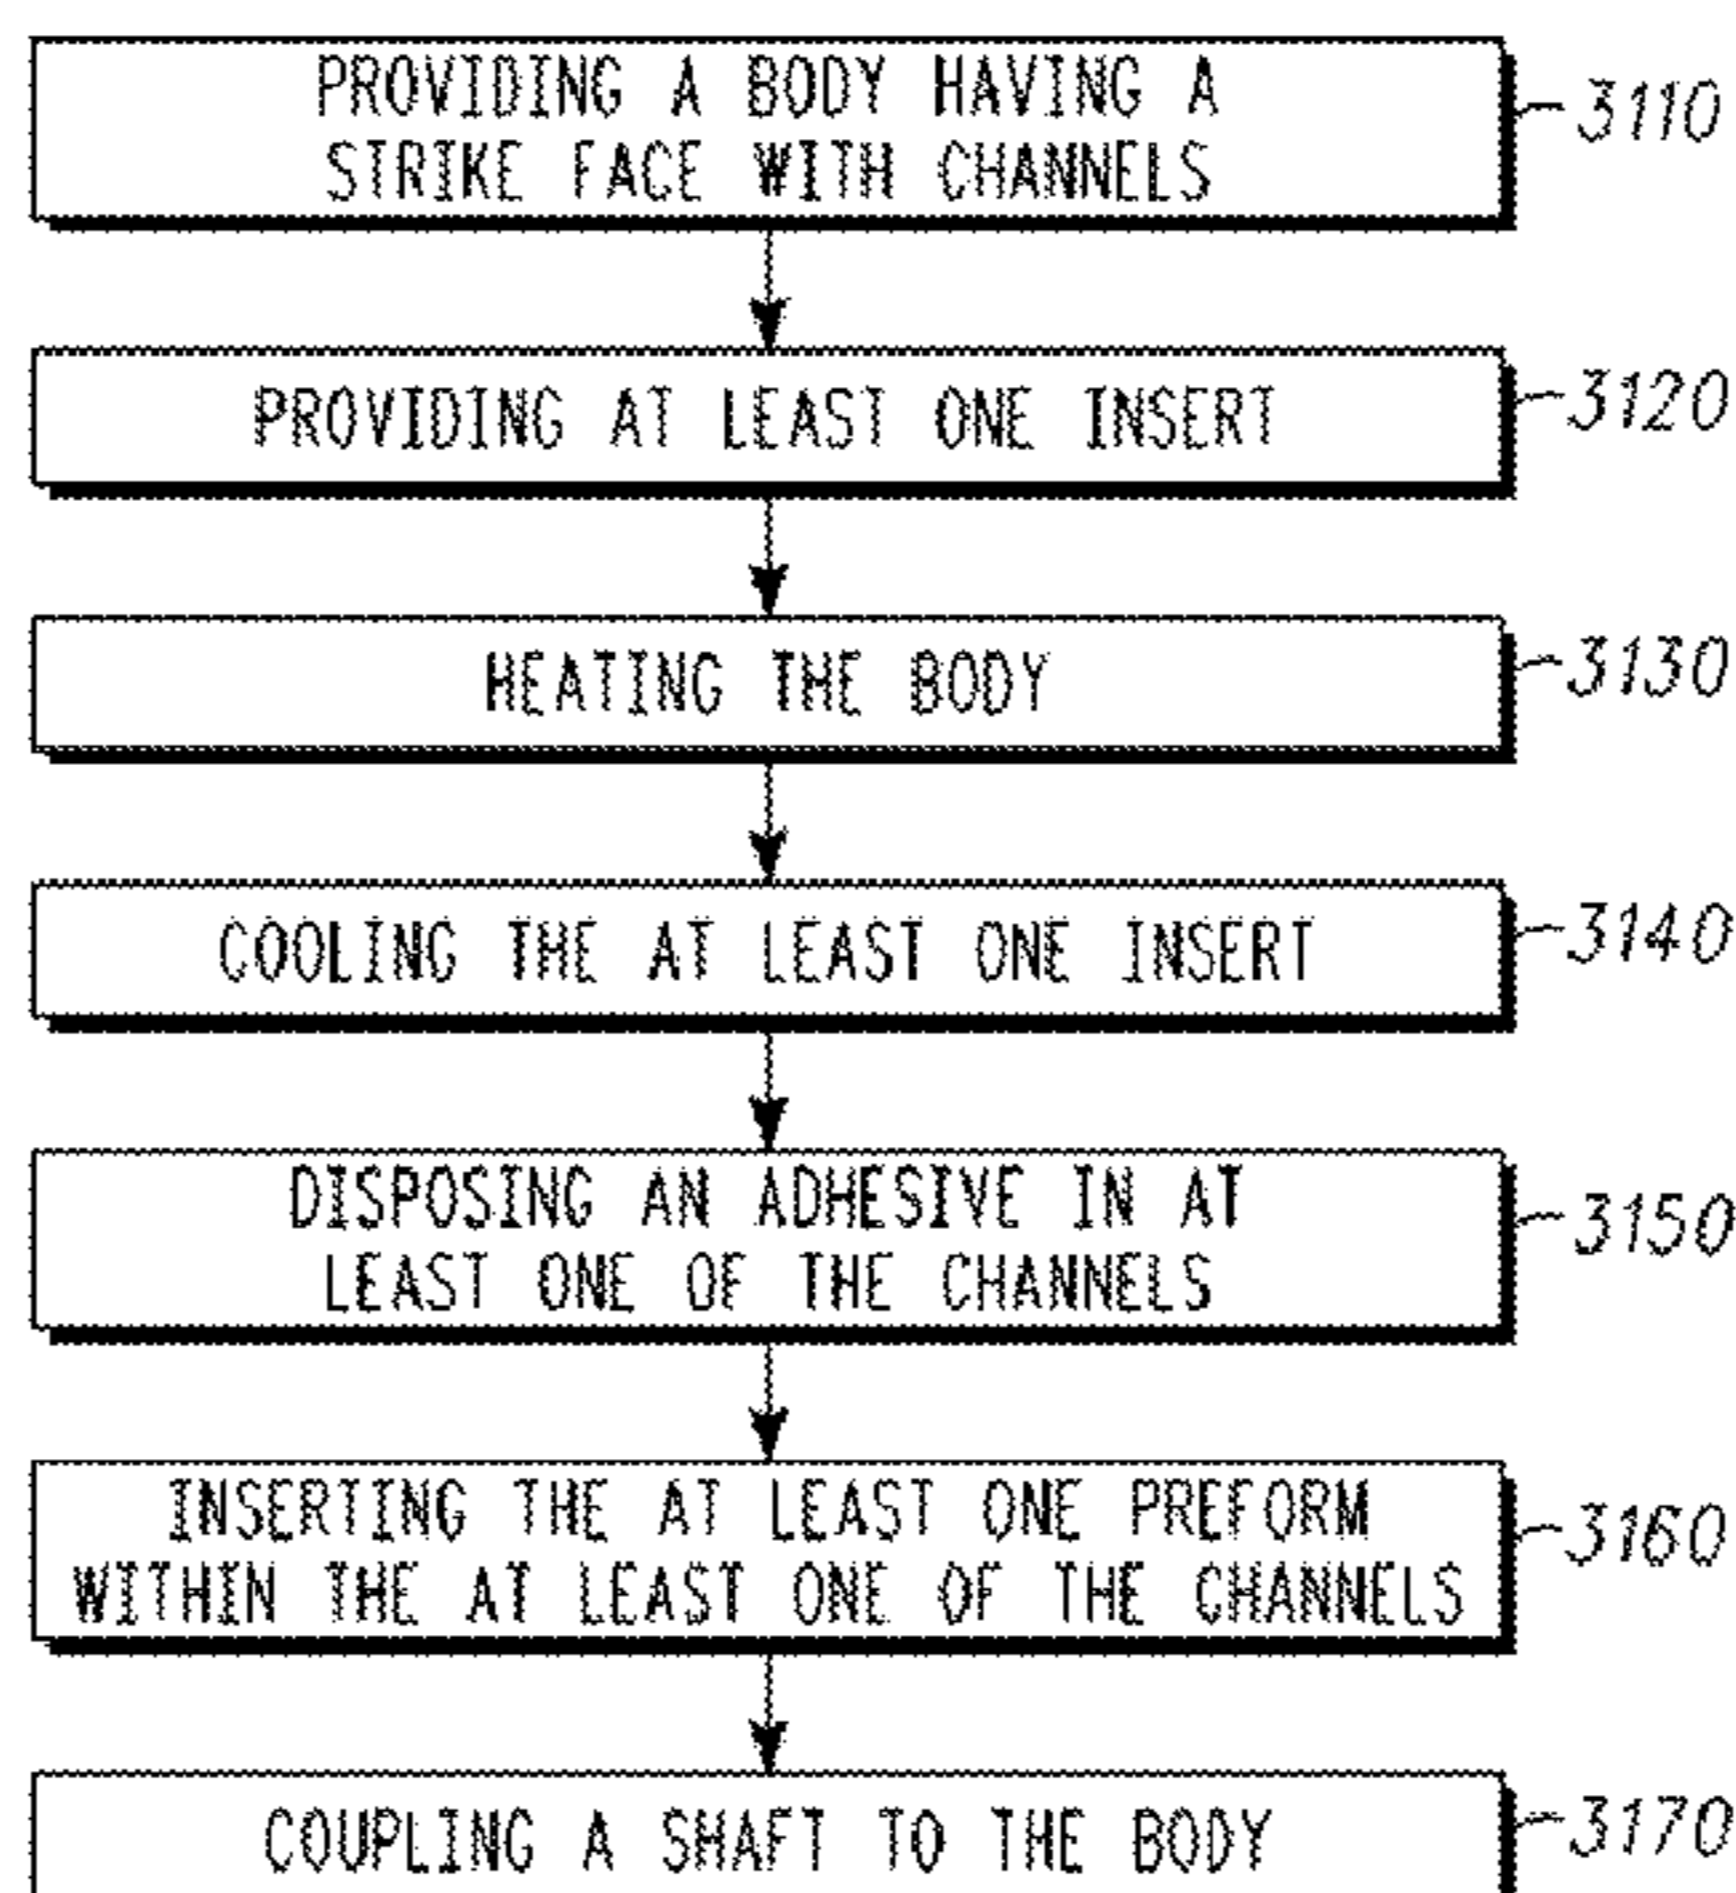 PROVIDING A BODY HAVING A
STRIKE FACE WITH CHANNELS
3110
PROVIDING AT LEAST ONE INSERT
3120
HEATING THE BODY
3130
COOLING THE AT LEAST ONE INSERT
3140
DISPOSING AN ADHESIVE IN AT
LEAST ONE OF THE CHANNELS
3150
INSERTING THE AT LEAST ONE PREFORM
WITHIN THE AT LEAST ONE OF THE CHANNELS
3160
COUPLING A SHAFT TO THE BODY
3170